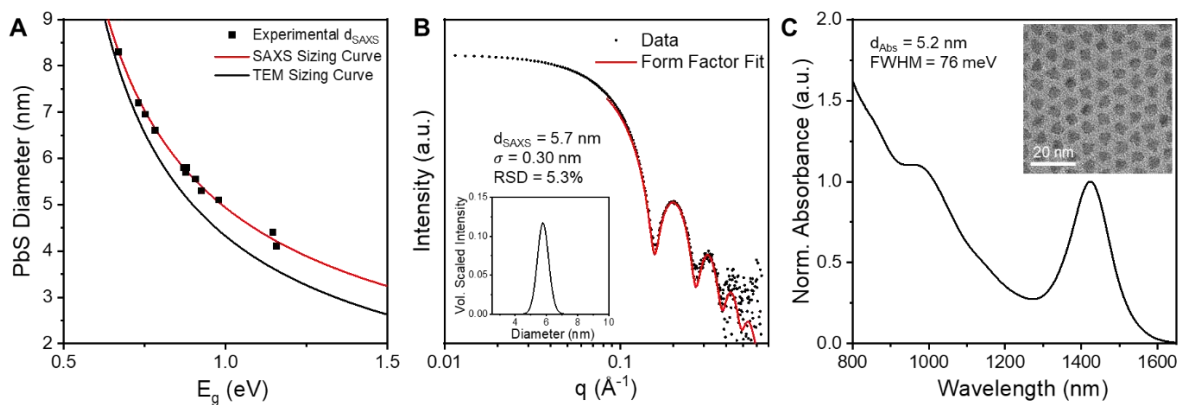 A
9
8
7
6
5
4
3
2
0.5
1.0
1.5
PbS Diameter (nm)
E_g (eV)
Experimental d_SAXS
SAXS Sizing Curve
TEM Sizing Curve
B
Data
Form Factor Fit
Intensity (a.u.)
d_SAXS = 5.7 nm
σ = 0.30 nm
RSD = 5.3%
Vol. Scaled Intensity
0.15
0.10
0.05
0.00
4
6
8
10
Diameter (nm)
0.01
0.1
q (Å⁻¹)
C
2.0
1.5
1.0
0.5
0.0
Norm. Absorbance (a.u.)
d_Abs = 5.2 nm
FWHM = 76 meV
20 nm
800
1000
1200
1400
1600
Wavelength (nm)